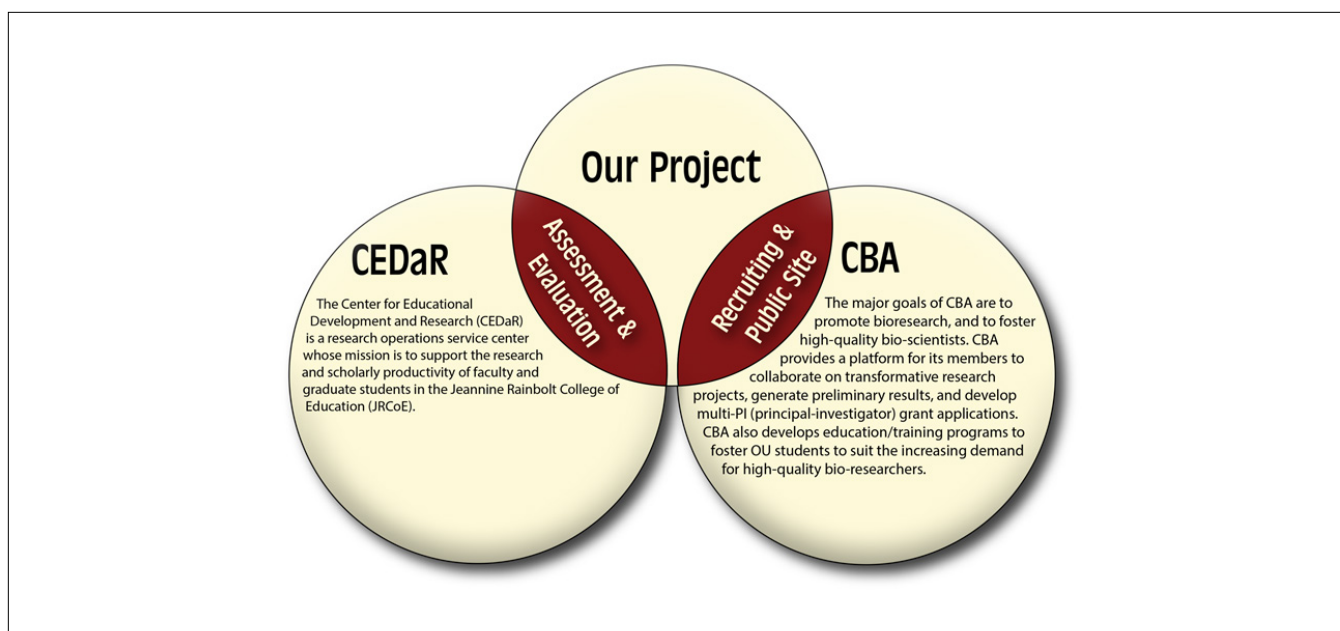 Our Project
Assessment &
Evaluation
Recruiting &
Public Site
CEDaR
The Center for Educational
Development and Research (CEDaR)
is a research operations service center
whose mission is to support the research
and scholarly productivity of faculty and
graduate students in the Jeannine Rainbolt College of
Education (JRCoE).
CBA
The major goals of CBA are to
promote bioresearch, and to foster
high-quality bio-scientists. CBA
provides a platform for its members to
collaborate on transformative research
projects, generate preliminary results, and develop
multi-PI (principal-investigator) grant applications.
CBA also develops education/training programs to
foster OU students to suit the increasing demand
for high-quality bio-researchers.